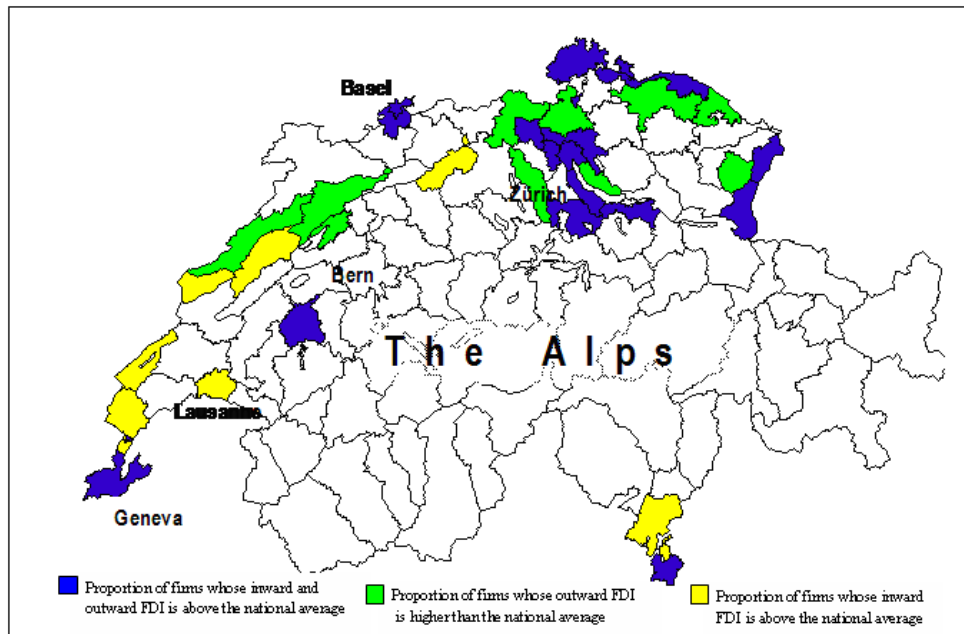 Basel
Zürich
Bern
The Alps
Lausanne
Geneva
Proportion of firms whose inward and
outward FDI is above the national average
Proportion of firms whose outward FDI
is higher than the national average
Proportion of firms whose inward
FDI is above the national average